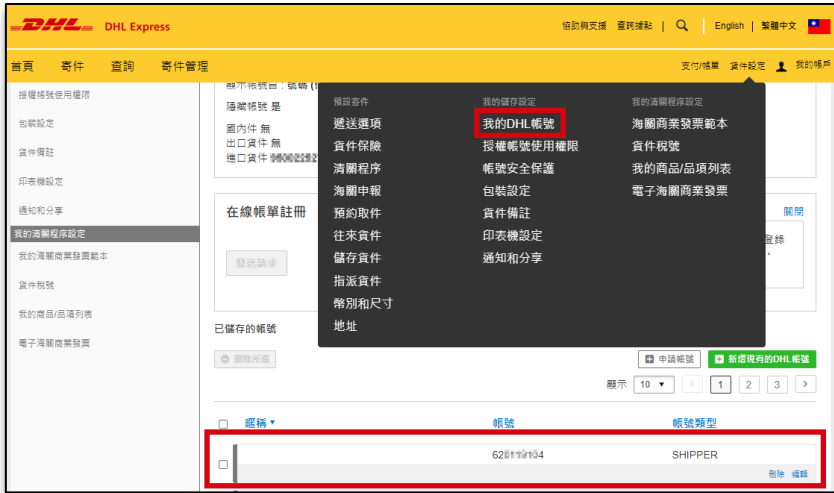 DHL DHL Express
協助與支援 查詢據點 | English | 繁體中文
首頁 寄件 查詢 寄件管理
支付/帳單 貨件設定 我的帳戶
授權帳號使用權限
包裝設定
貨件備註
印表機設定
通知和分享
我的清關程序設定
我的海關商業發票範本
貨件稅號
我的商品/品項列表
電子海關商業發票
隱藏帳號 是
國內件 無
出口貨件 無
進口貨件
在線帳單註冊
關閉
登錄
發送請求
預設寄件
遞送選項
貨件保險
清關程序
海關申報
預約取件
往來貨件
儲存貨件
指派貨件
幣別和尺寸
地址
我的儲存設定
我的DHL帳號
授權帳號使用權限
帳號安全保護
包裝設定
貨件備註
印表機設定
通知和分享
我的清關程序設定
海關商業發票範本
貨件稅號
我的商品/品項列表
電子海關商業發票
已儲存的帳號
刪除所選
申請帳號 新增現有的DHL帳號
顯示 10 1 2 3
暱稱 帳號 帳號類型
SHIPPER
刪除 編輯